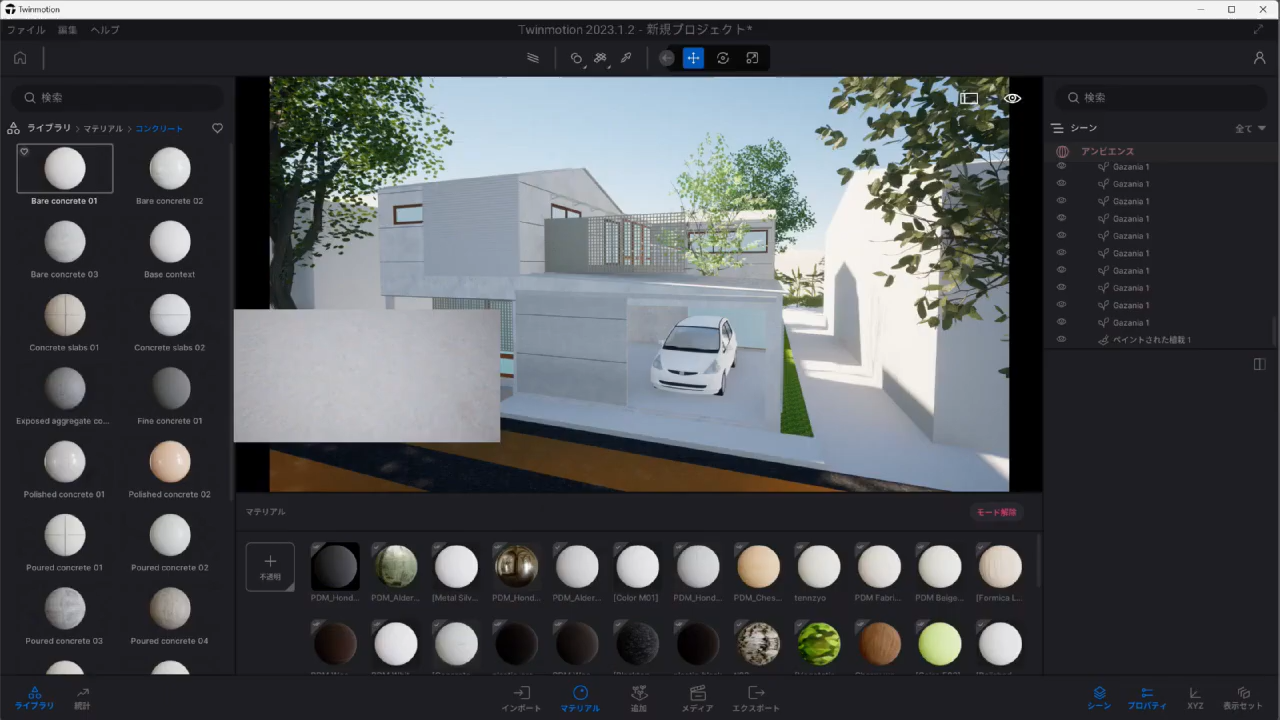 Twinmotion
ファイル 編集 ヘルプ
Twinmotion 2023.1.2 - 新規プロジェクト*
検索
ライブラリ > マテリアル > コンクリート
Bare concrete 01
Bare concrete 02
Bare concrete 03
Base context
Concrete slabs 01
Concrete slabs 02
Exposed aggregate co...
Fine concrete 01
Polished concrete 01
Polished concrete 02
Poured concrete 01
Poured concrete 02
Poured concrete 03
Poured concrete 04
検索
シーン
全て
アンビエンス
Gazania 1
Gazania 1
Gazania 1
Gazania 1
Gazania 1
Gazania 1
Gazania 1
Gazania 1
Gazania 1
Gazania 1
ペイントされた植栽 1
マテリアル
モード解除
不透明
PDM_Hond...
PDM_Alder...
[Metal Silv...
PDM_Hond...
PDM_Alder...
[Color M01]
PDM_Hond...
PDM_Ches...
tennzyo
PDM Fabri...
PDM Beige...
[Formica L...
ライブラリ
統計
インポート
マテリアル
追加
メディア
エクスポート
シーン
プロパティ
XYZ
表示セット